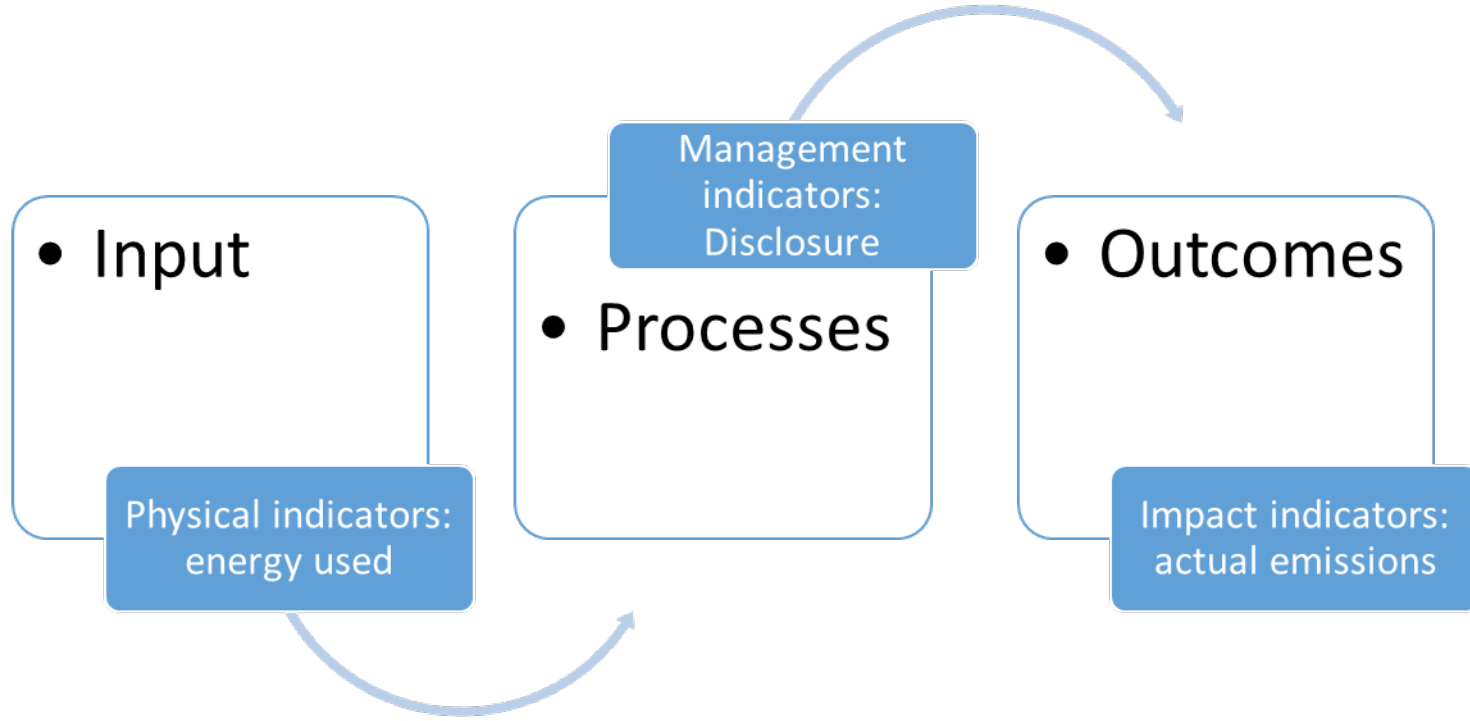 • Input
Physical indicators:
energy used
Management
indicators:
Disclosure
• Processes
• Outcomes
Impact indicators:
actual emissions